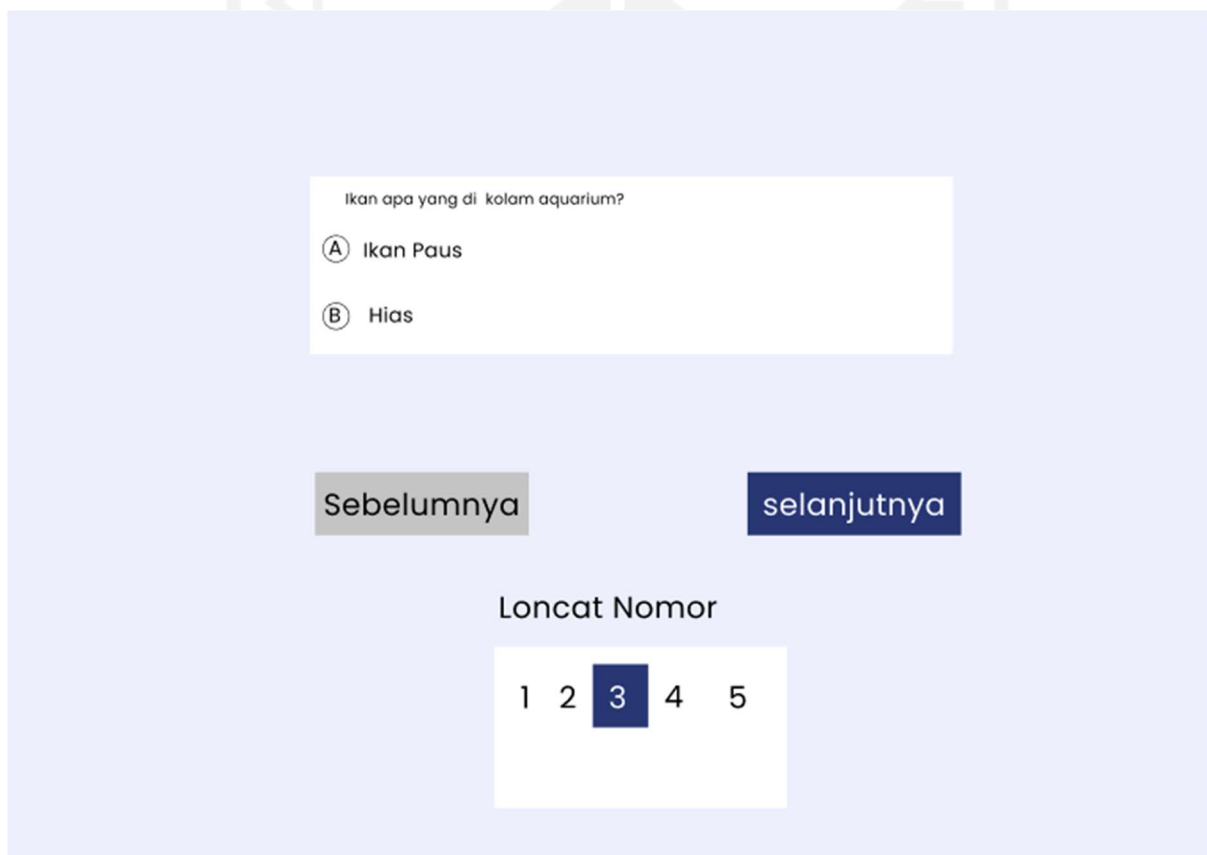 Ikan apa yang di kolam aquarium?
A Ikan Paus
B Hias
Sebelumnya selanjutnya
Loncat Nomor
1 2 3 4 5